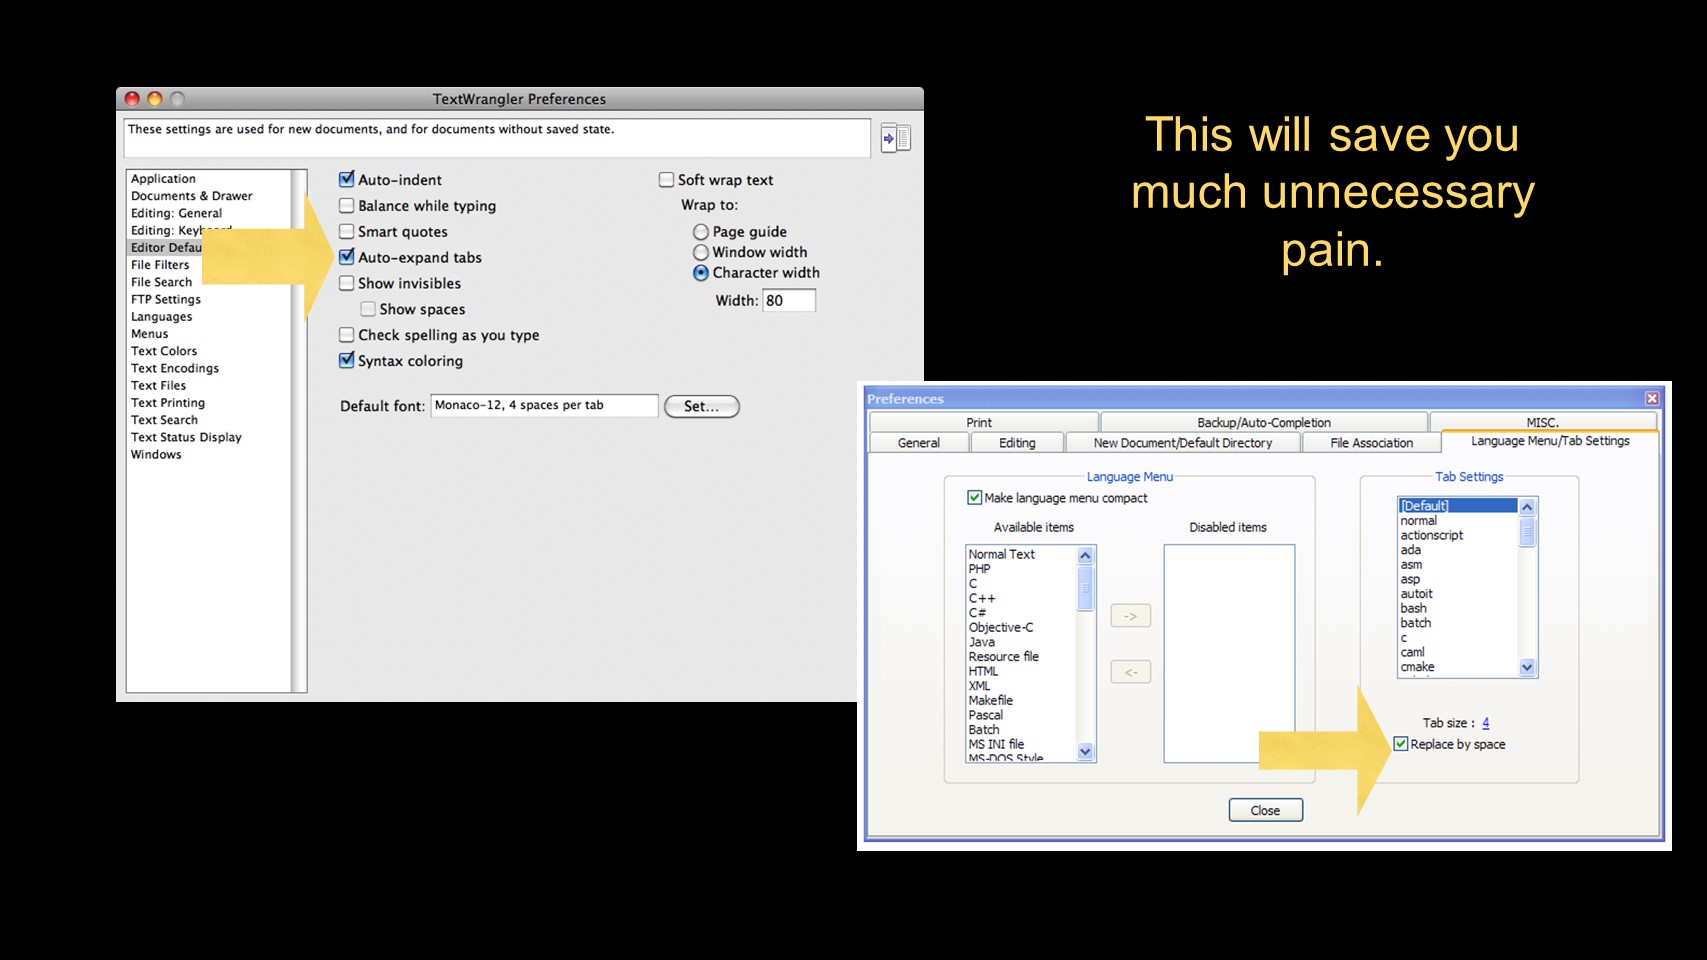 TextWrangler Preferences
These settings are used for new documents, and for documents without saved state.
Application
Documents & Drawer
Editing: General
Editing:
Editor
File Filters
File Search
FTP Settings
Languages
Menus
Text Colors
Text Encodings
Text Files
Text Printing
Text Search
Text Status Display
Windows
Auto-indent
Balance while typing
Smart quotes
Auto-expand tabs
Show invisibles
Show spaces
Check spelling as you type
Syntax coloring
Default font: Monaco-12, 4 spaces per tab Set...
Soft wrap text
Wrap to:
Page guide
Window width
Character width
Width: 80
This will save you
much unnecessary
pain.
Preferences
Print Backup/Auto-Completion MISC.
General Editing New Document/Default Directory File Association Language Menu/Tab Settings
Language Menu
Make language menu compact
Available items
Normal Text
PHP
C
C++
C#
Objective-C
Java
Resource file
HTML
XML
Makefile
Pascal
Batch
MS INI file
MS-DOS Style
->
<-
Disabled items
Tab Settings
[Default]
normal
actionscript
ada
asm
asp
autoit
bash
batch
c
caml
cmake
Tab size : 4
Replace by space
Close